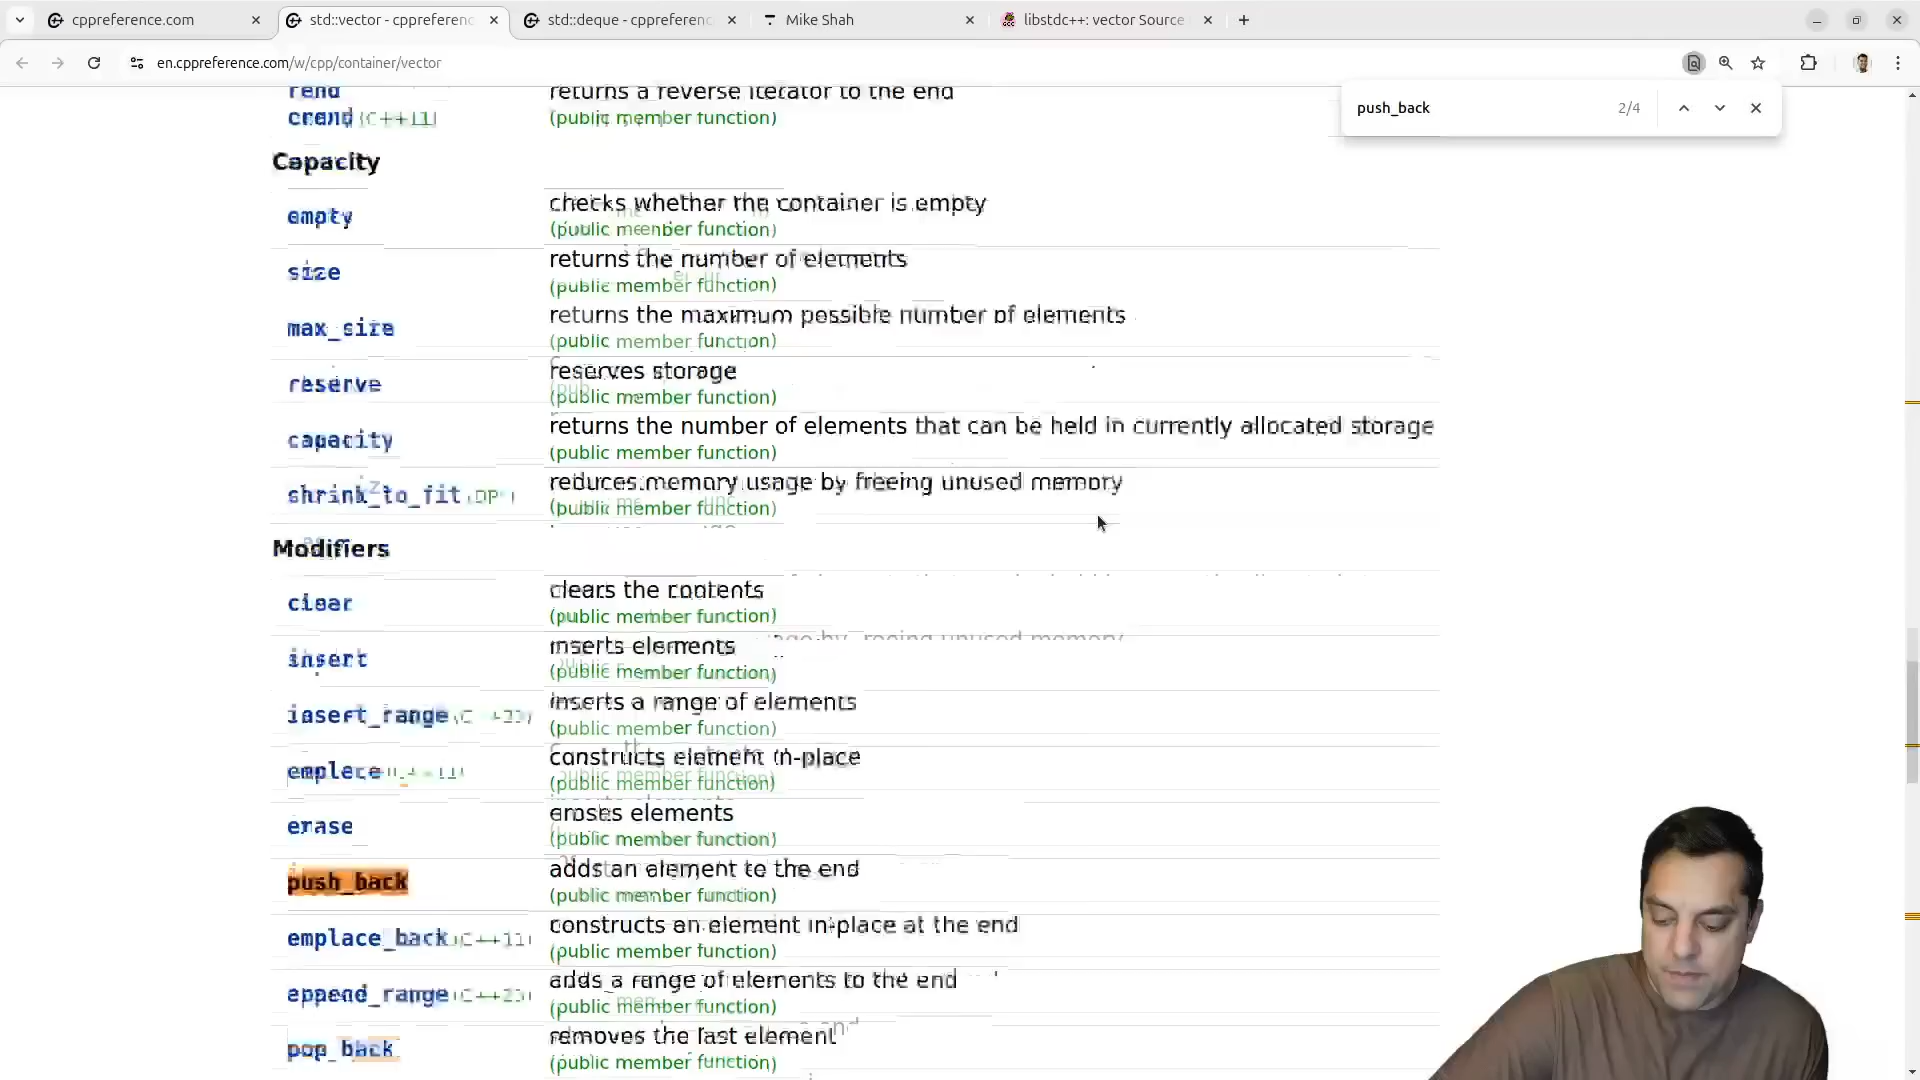 cppreference.com
std::vector - cppreferenc
std::deque - cppreferenc
Mike Shah
libstdc++: vector Source
en.cppreference.com/w/cpp/container/vector
push_back
2/4
rend
returns a reverse iterator to the end
crend (C++11)
(public member function)
Capacity
empty
checks whether the container is empty
(public member function)
size
returns the number of elements
(public member function)
max_size
returns the maximum possible number of elements
(public member function)
reserve
reserves storage
(public member function)
capacity
returns the number of elements that can be held in currently allocated storage
(public member function)
shrink_to_fit
reduces memory usage by freeing unused memory
(public member function)
Modifiers
clear
clears the contents
(public member function)
insert
inserts elements
(public member function)
insert_range
inserts a range of elements
(public member function)
emplace
constructs element in-place
(public member function)
erase
erases elements
(public member function)
push_back
adds an element to the end
(public member function)
emplace_back (C++11)
constructs an element in-place at the end
(public member function)
append_range (C++23)
adds a range of elements to the end
(public member function)
pop_back
removes the last element
(public member function)